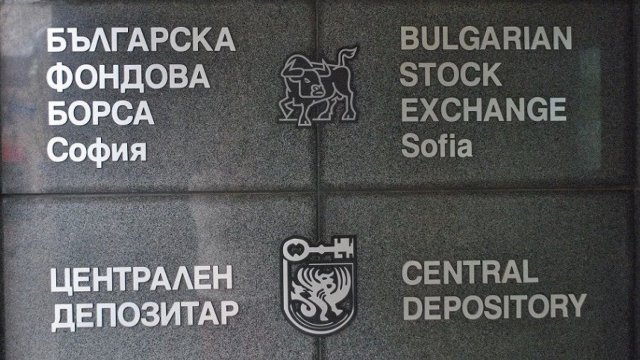 БЪЛГАРСКА
ФОНДОВА
БОРСА
София
BULGARIAN
STOCK
EXCHANGE
Sofia
ЦЕНТРАЛЕН
ДЕПОЗИТАР
CENTRAL
DEPOSITORY